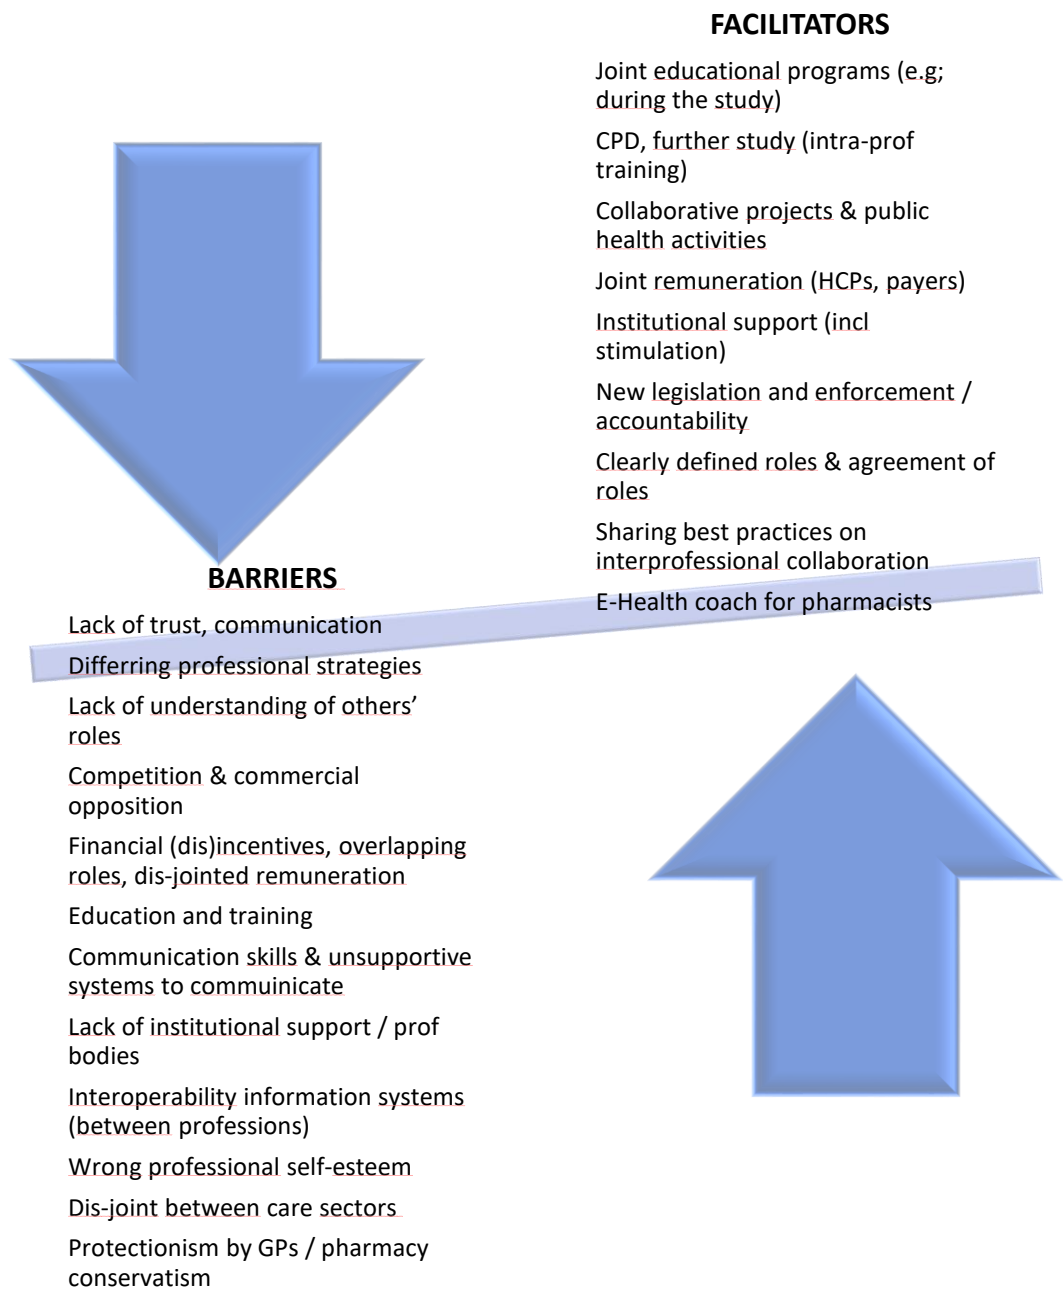 FACILITATORS
Joint educational programs (e.g;
during the study)
CPD, further study (intra-prof
training)
Collaborative projects & public
health activities
Joint remuneration (HCPs, payers)
Institutional support (incl
stimulation)
New legislation and enforcement /
accountability
Clearly defined roles & agreement of
roles
Sharing best practices on
interprofessional collaboration
E-Health coach for pharmacists
BARRIERS
Lack of trust, communication
Differring professional strategies
Lack of understanding of others’
roles
Competition & commercial
opposition
Financial (dis)incentives, overlapping
roles, dis-jointed remuneration
Education and training
Communication skills & unsupportive
systems to commuinicate
Lack of institutional support / prof
bodies
Interoperability information systems
(between professions)
Wrong professional self-esteem
Dis-joint between care sectors
Protectionism by GPs / pharmacy
conservatism